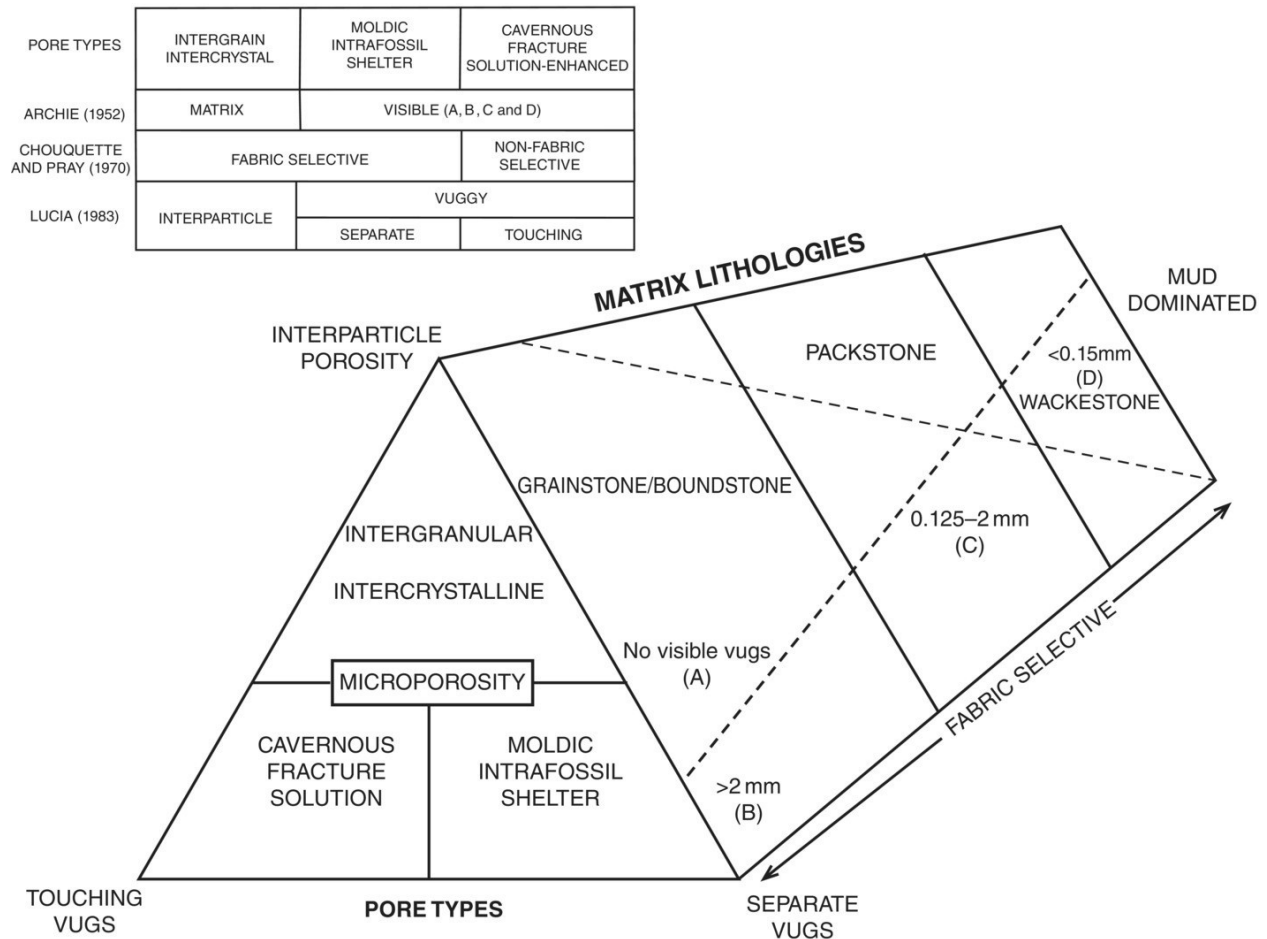 PORE TYPES
INTERGRAIN
INTERCRYSTAL
MOLDIC
INTRAFOSSIL
SHELTER
CAVERNOUS
FRACTURE
SOLUTION-ENHANCED
ARCHIE (1952)
MATRIX
VISIBLE (A, B, C and D)
CHOUQUETTE
AND PRAY (1970)
FABRIC SELECTIVE
NON-FABRIC
SELECTIVE
LUCIA (1983)
INTERPARTICLE
VUGGY
SEPARATE
TOUCHING
MATRIX LITHOLOGIES
MUD
DOMINATED
INTERPARTICLE
POROSITY
PACKSTONE
<0.15mm
(D)
WACKESTONE
GRAINSTONE/BOUNDSTONE
0.125–2 mm
(C)
INTERGRANULAR
INTERCRYSTALLINE
No visible vugs
(A)
MICROPOROSITY
FABRIC SELECTIVE
CAVERNOUS
FRACTURE
SOLUTION
MOLDIC
INTRAFOSSIL
SHELTER
>2 mm
(B)
TOUCHING
VUGS
PORE TYPES
SEPARATE
VUGS